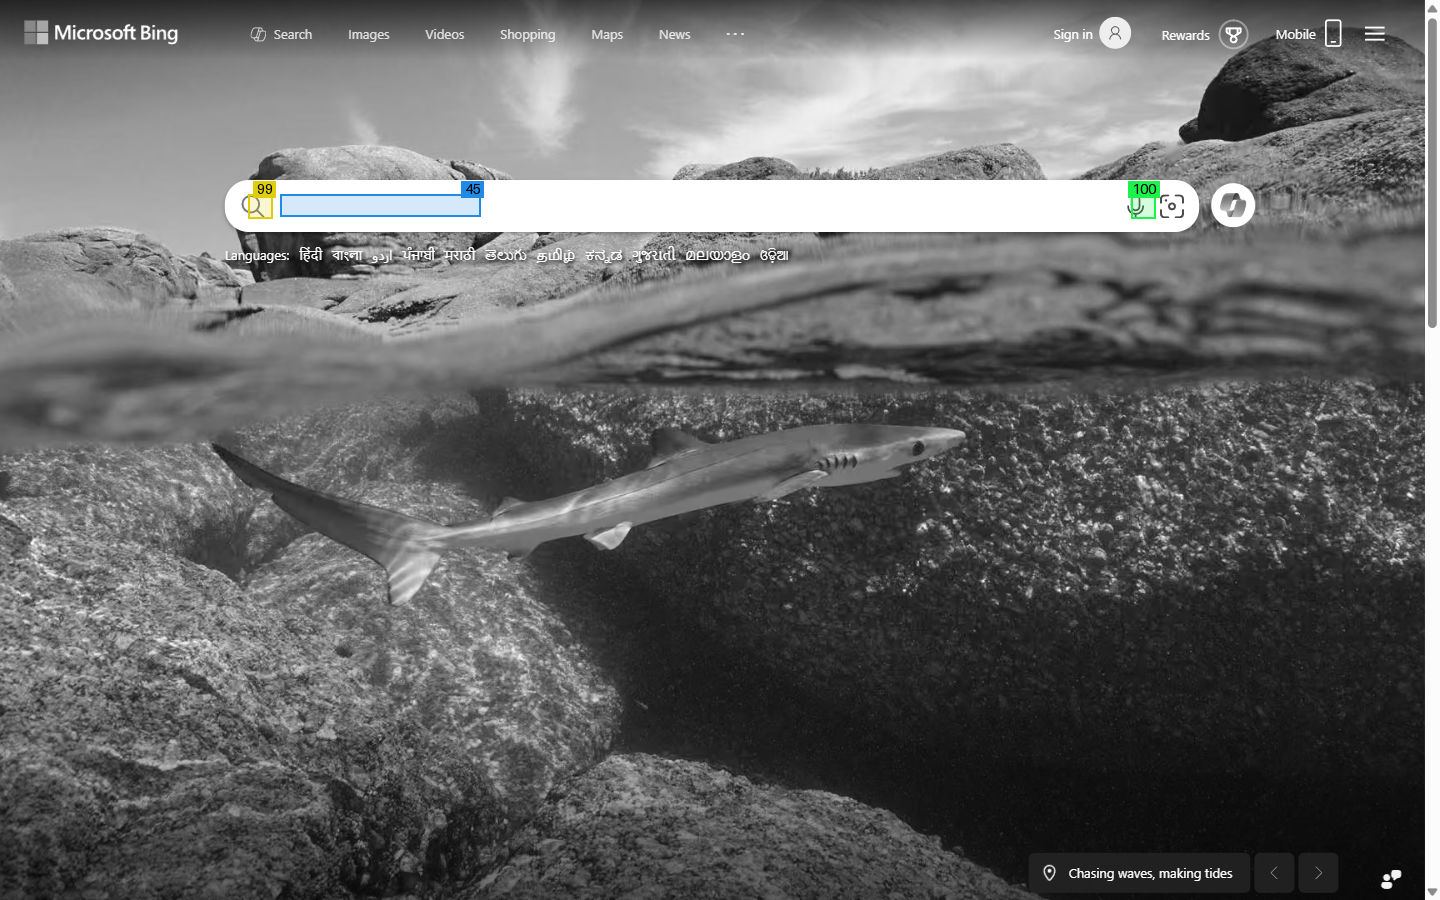 Microsoft Bing
Search Images Videos Shopping Maps News
Sign in Rewards Mobile
99 45 100
Languages: हिंदी বাংলা اردو ਪੰਜਾਬੀ मराठी తెలుగు தமிழ் ಕನ್ನಡ ગુજરાતી മലയാളം ଓଡ଼ିଆ
Chasing waves, making tides